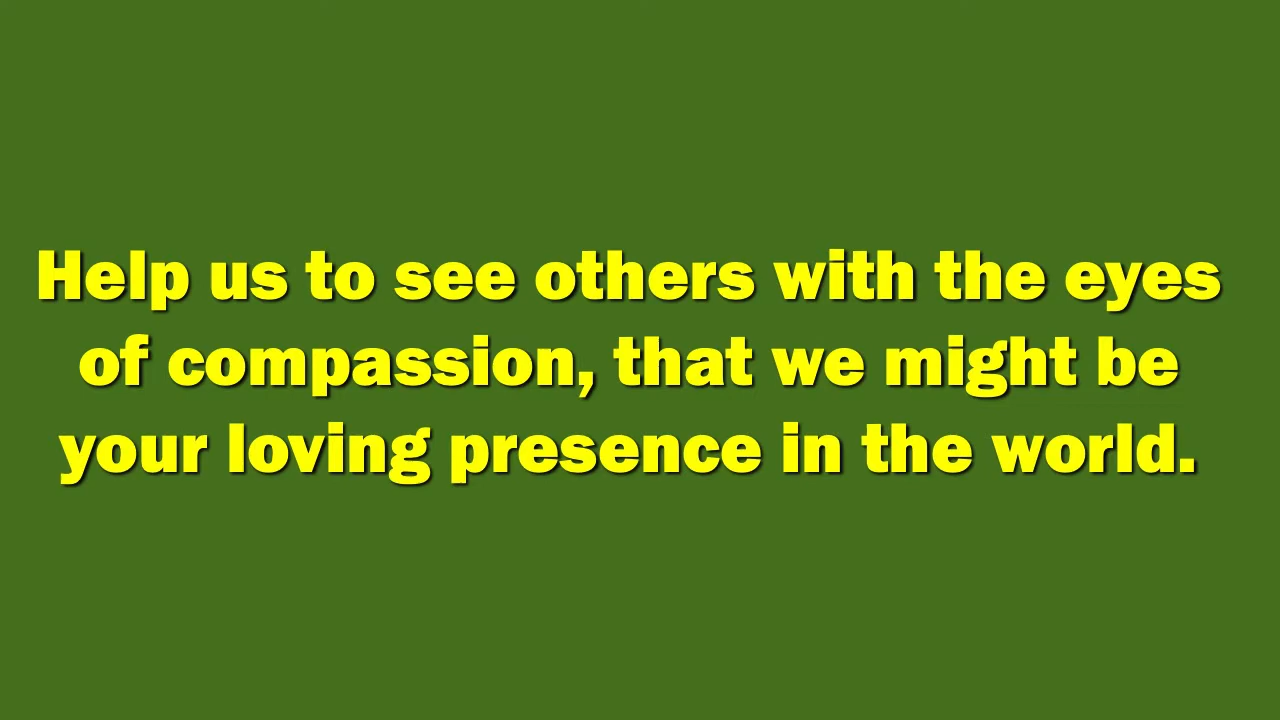 Help us to see others with the eyes
of compassion, that we might be
your loving presence in the world.